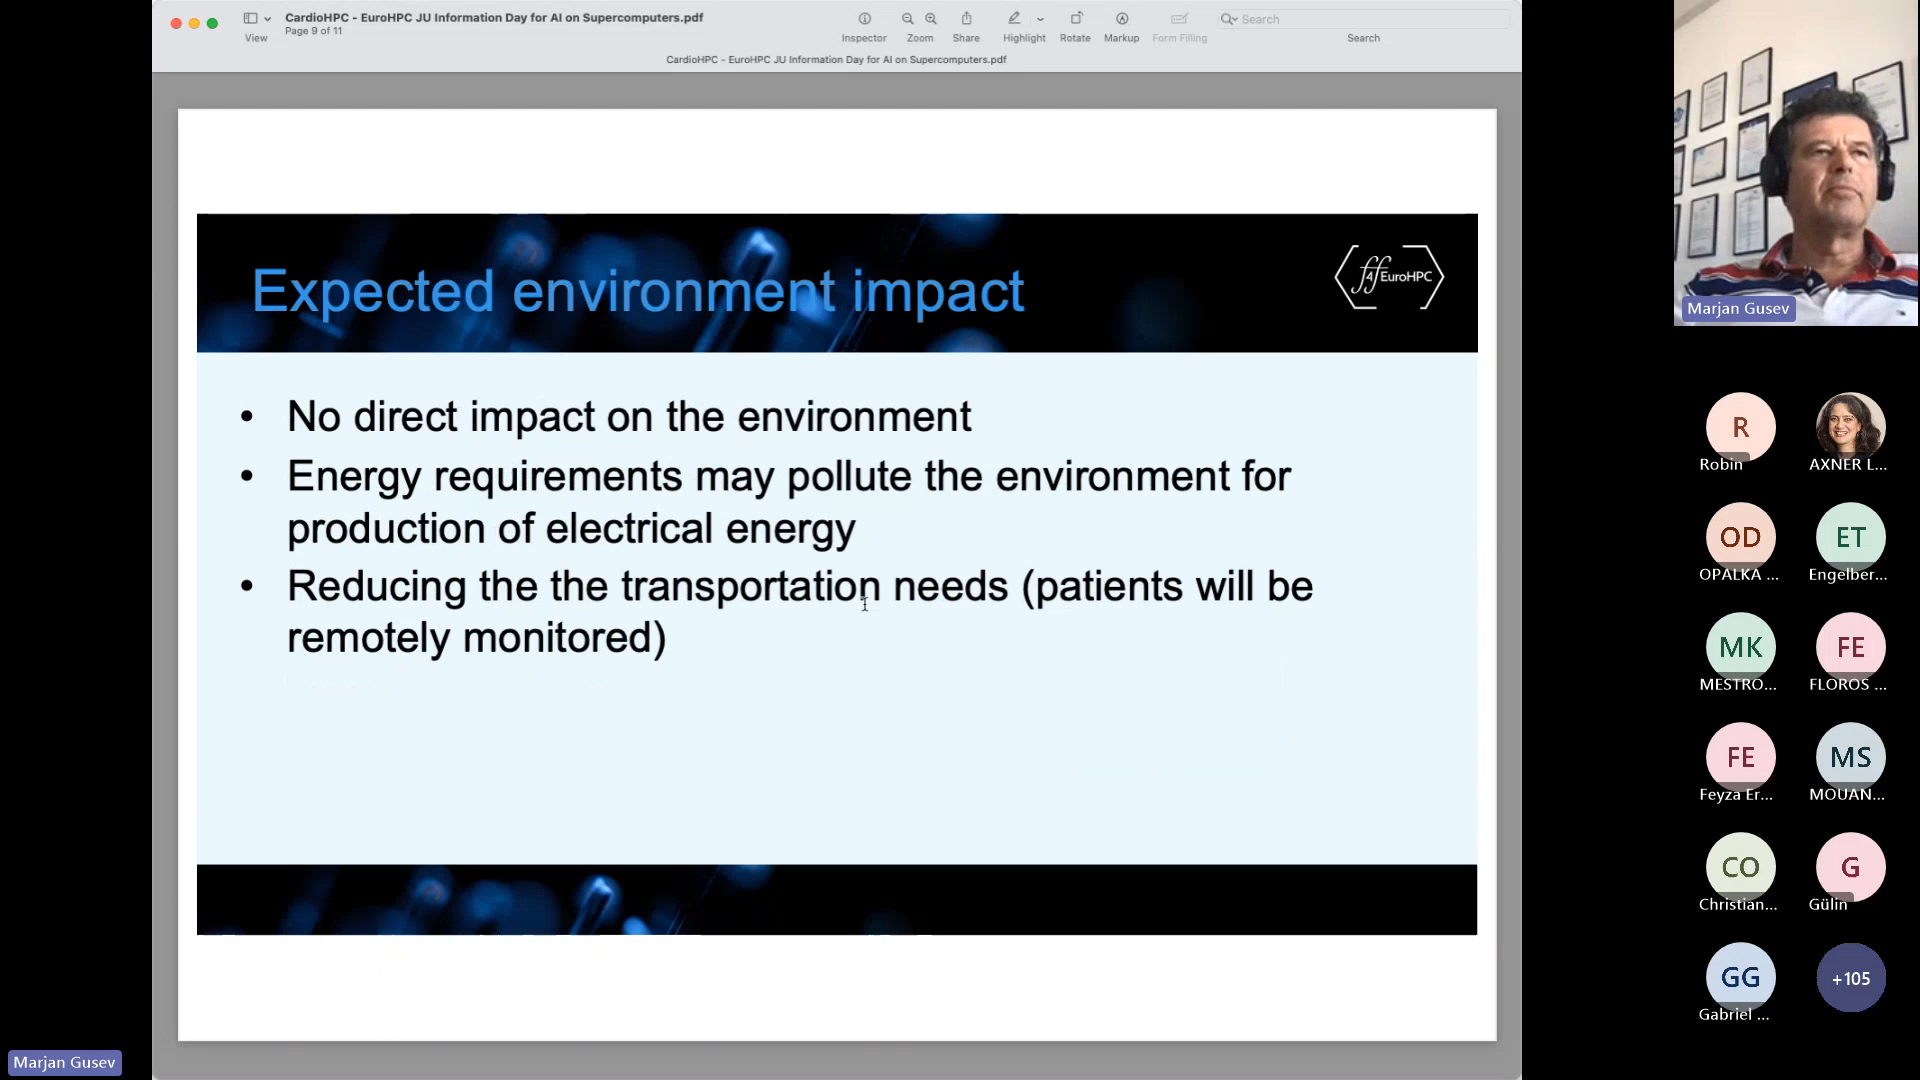 CardioHPC - EuroHPC JU Information Day for AI on Supercomputers.pdf
Page 9 of 11
View
Inspector
Zoom
Share
Highlight
Rotate
Markup
Form Filling
Search
Search
CardioHPC - EuroHPC JU Information Day for AI on Supercomputers.pdf
Expected environment impact
ff4EuroHPC
• No direct impact on the environment
• Energy requirements may pollute the environment for
production of electrical energy
• Reducing the the transportation needs (patients will be
remotely monitored)
Marjan Gusev
R
Robin
AXNER L...
OD
OPALKA ...
ET
Engelber...
MK
MESTRO...
FE
FLOROS ...
FE
Feyza Er...
MS
MOUAN...
CO
Christian...
G
Gülin
GG
Gabriel ...
+105
Marjan Gusev